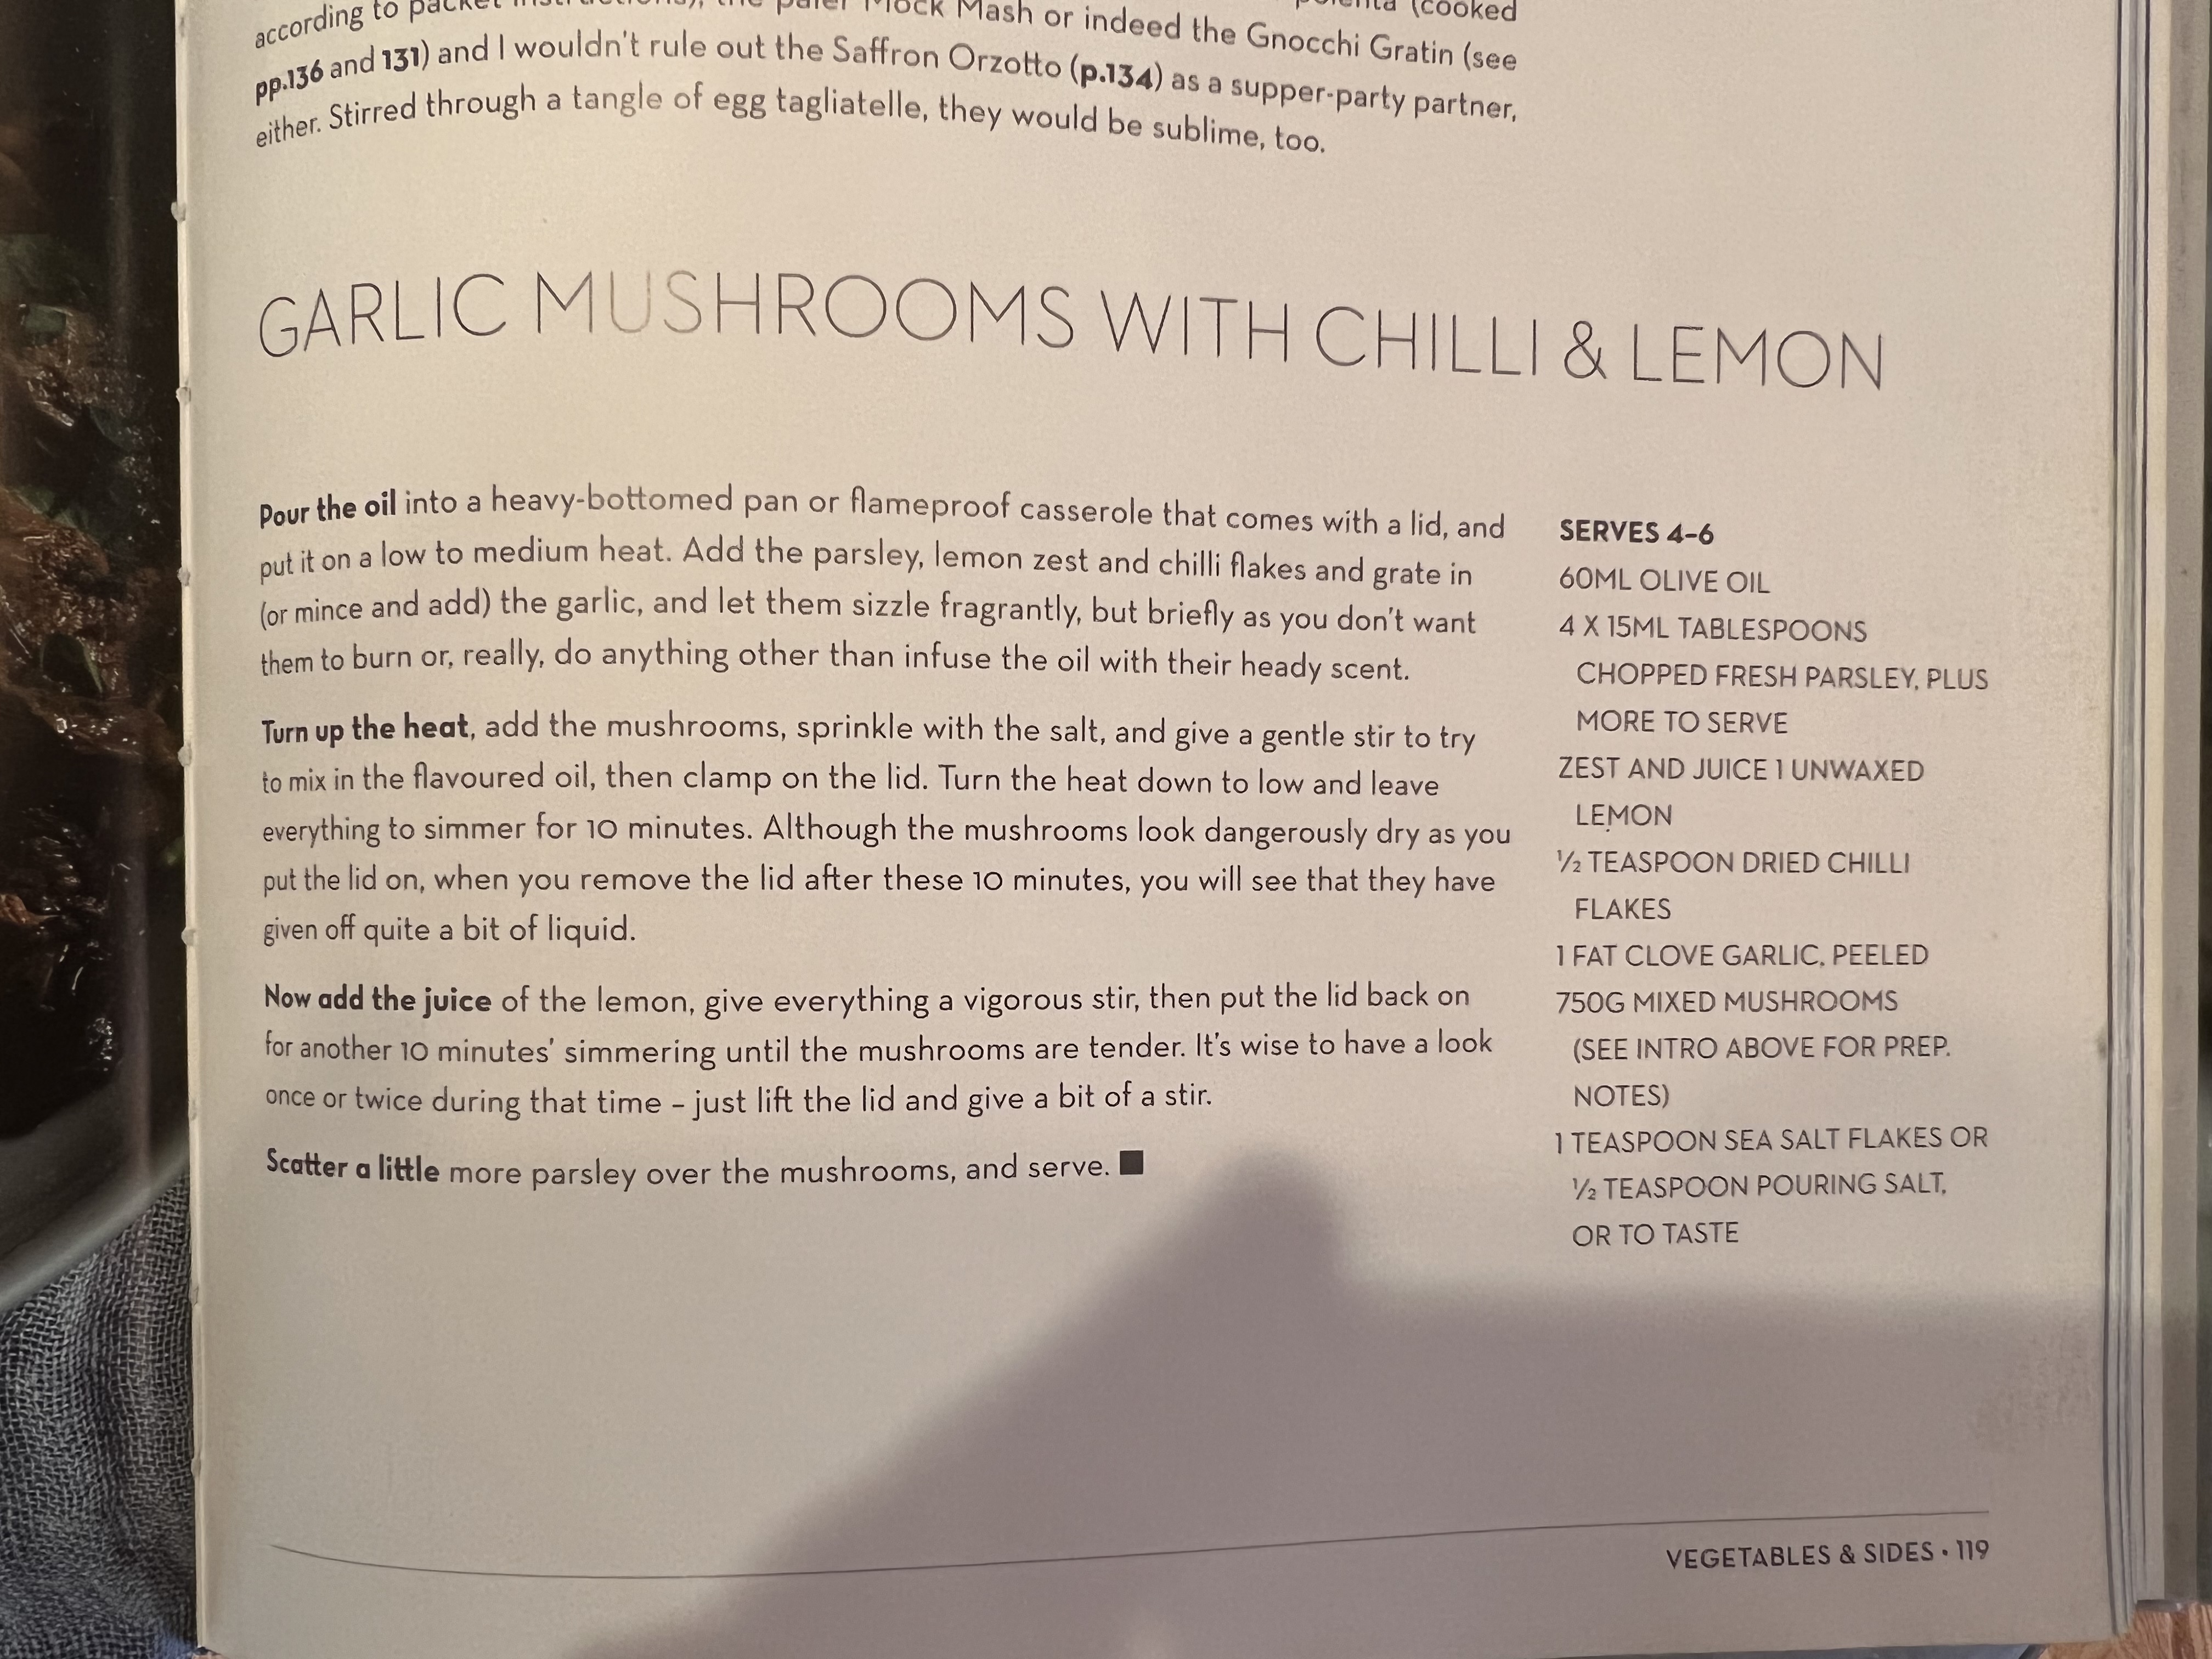 according to packet instructions), the paler Mock Mash or indeed the Gnocchi Gratin (see
polenta (cooked
pp.136 and 131) and I wouldn't rule out the Saffron Orzotto (p.134) as a supper-party partner,
either. Stirred through a tangle of egg tagliatelle, they would be sublime, too.
GARLIC MUSHROOMS WITH CHILLI & LEMON
Pour the oil into a heavy-bottomed pan or flameproof casserole that comes with a lid, and
put it on a low to medium heat. Add the parsley, lemon zest and chilli flakes and grate in
(or mince and add) the garlic, and let them sizzle fragrantly, but briefly as you don't want
them to burn or, really, do anything other than infuse the oil with their heady scent.
Turn up the heat, add the mushrooms, sprinkle with the salt, and give a gentle stir to try
to mix in the flavoured oil, then clamp on the lid. Turn the heat down to low and leave
everything to simmer for 10 minutes. Although the mushrooms look dangerously dry as you
put the lid on, when you remove the lid after these 10 minutes, you will see that they have
given off quite a bit of liquid.
Now add the juice of the lemon, give everything a vigorous stir, then put the lid back on
for another 10 minutes' simmering until the mushrooms are tender. It's wise to have a look
once or twice during that time – just lift the lid and give a bit of a stir.
Scatter a little more parsley over the mushrooms, and serve. ■
SERVES 4–6
60ML OLIVE OIL
4 X 15ML TABLESPOONS
CHOPPED FRESH PARSLEY, PLUS
MORE TO SERVE
ZEST AND JUICE 1 UNWAXED
LEMON
½ TEASPOON DRIED CHILLI
FLAKES
1 FAT CLOVE GARLIC, PEELED
750G MIXED MUSHROOMS
(SEE INTRO ABOVE FOR PREP.
NOTES)
1 TEASPOON SEA SALT FLAKES OR
½ TEASPOON POURING SALT,
OR TO TASTE
VEGETABLES & SIDES • 119